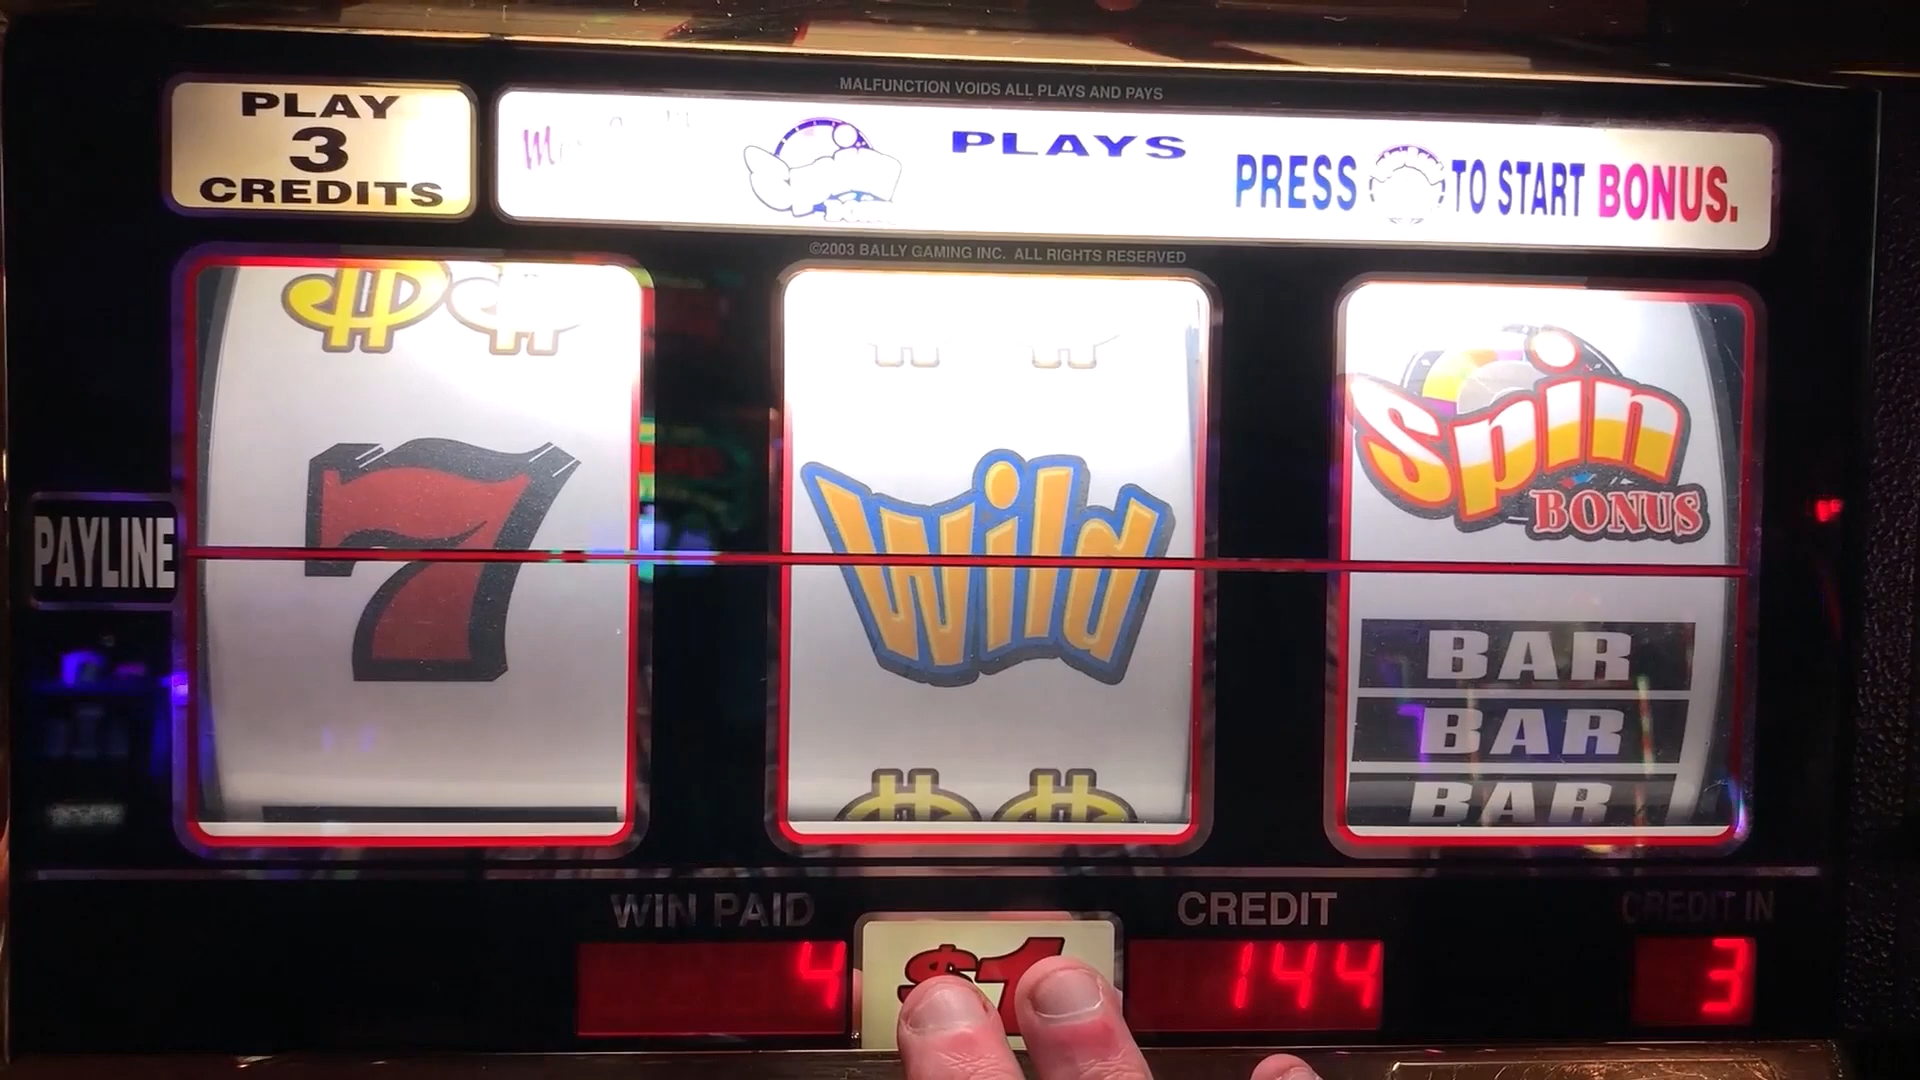 MALFUNCTION VOIDS ALL PLAYS AND PAYS
PLAY
3
CREDITS
PLAYS
PRESS TO START BONUS.
©2003 BALLY GAMING INC. ALL RIGHTS RESERVED
7
Wild
Spin
BONUS
PAYLINE
BAR
BAR
BAR
WIN PAID
CREDIT
CREDIT IN
4
$1
144
3